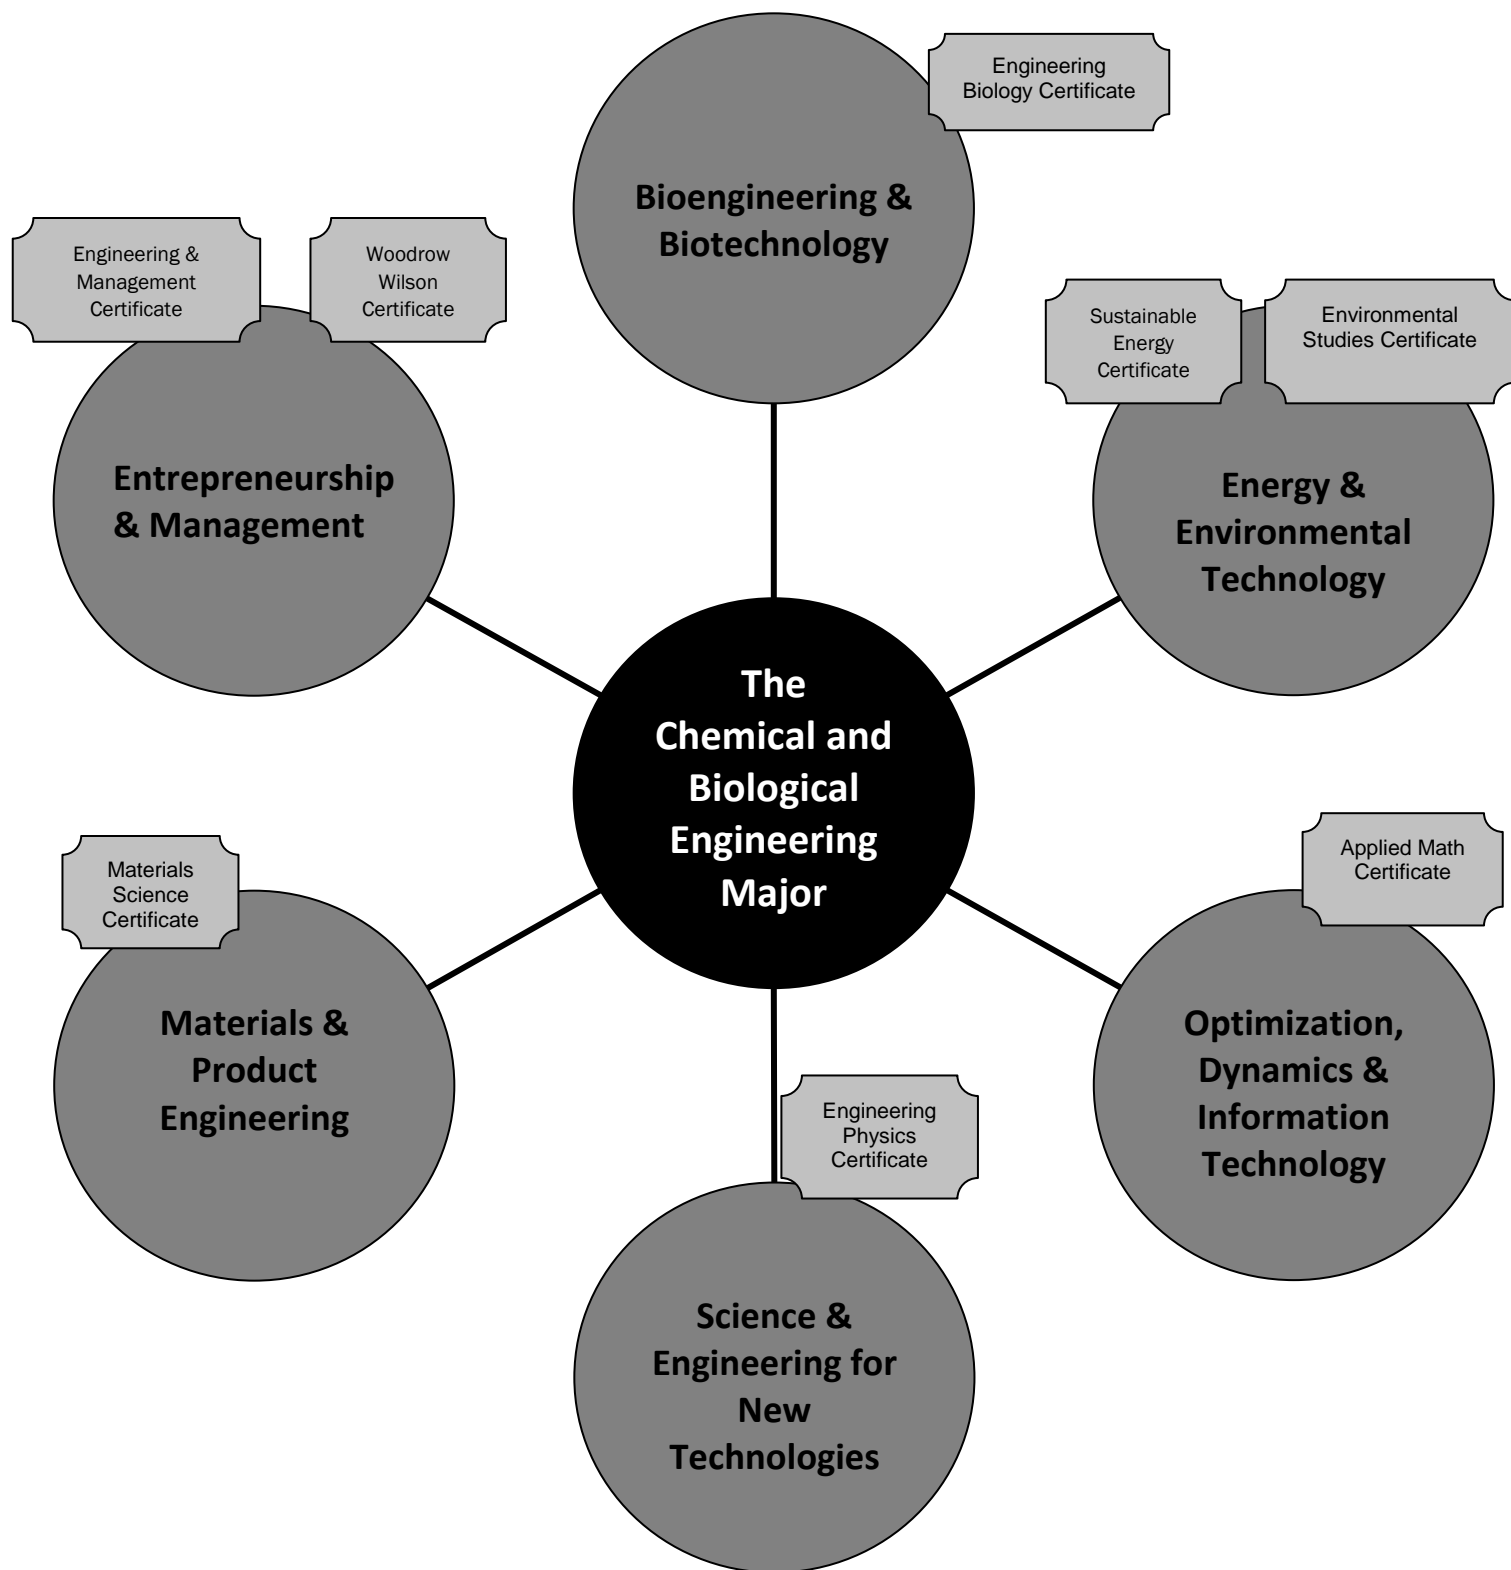 Engineering
Biology Certificate
Bioengineering &
Biotechnology
Engineering &
Management
Certificate
Woodrow
Wilson
Certificate
Entrepreneurship
& Management
Sustainable
Energy
Certificate
Environmental
Studies Certificate
Energy &
Environmental
Technology
The
Chemical and
Biological
Engineering
Major
Materials
Science
Certificate
Materials &
Product
Engineering
Applied Math
Certificate
Optimization,
Dynamics &
Information
Technology
Engineering
Physics
Certificate
Science &
Engineering for
New
Technologies